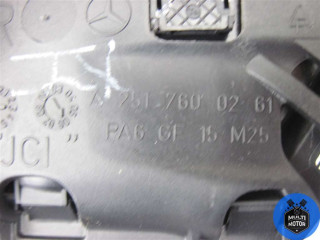 A 251 760 02 61
PA6 GF 15 M25
"JCI"
MULTI
MOTOR